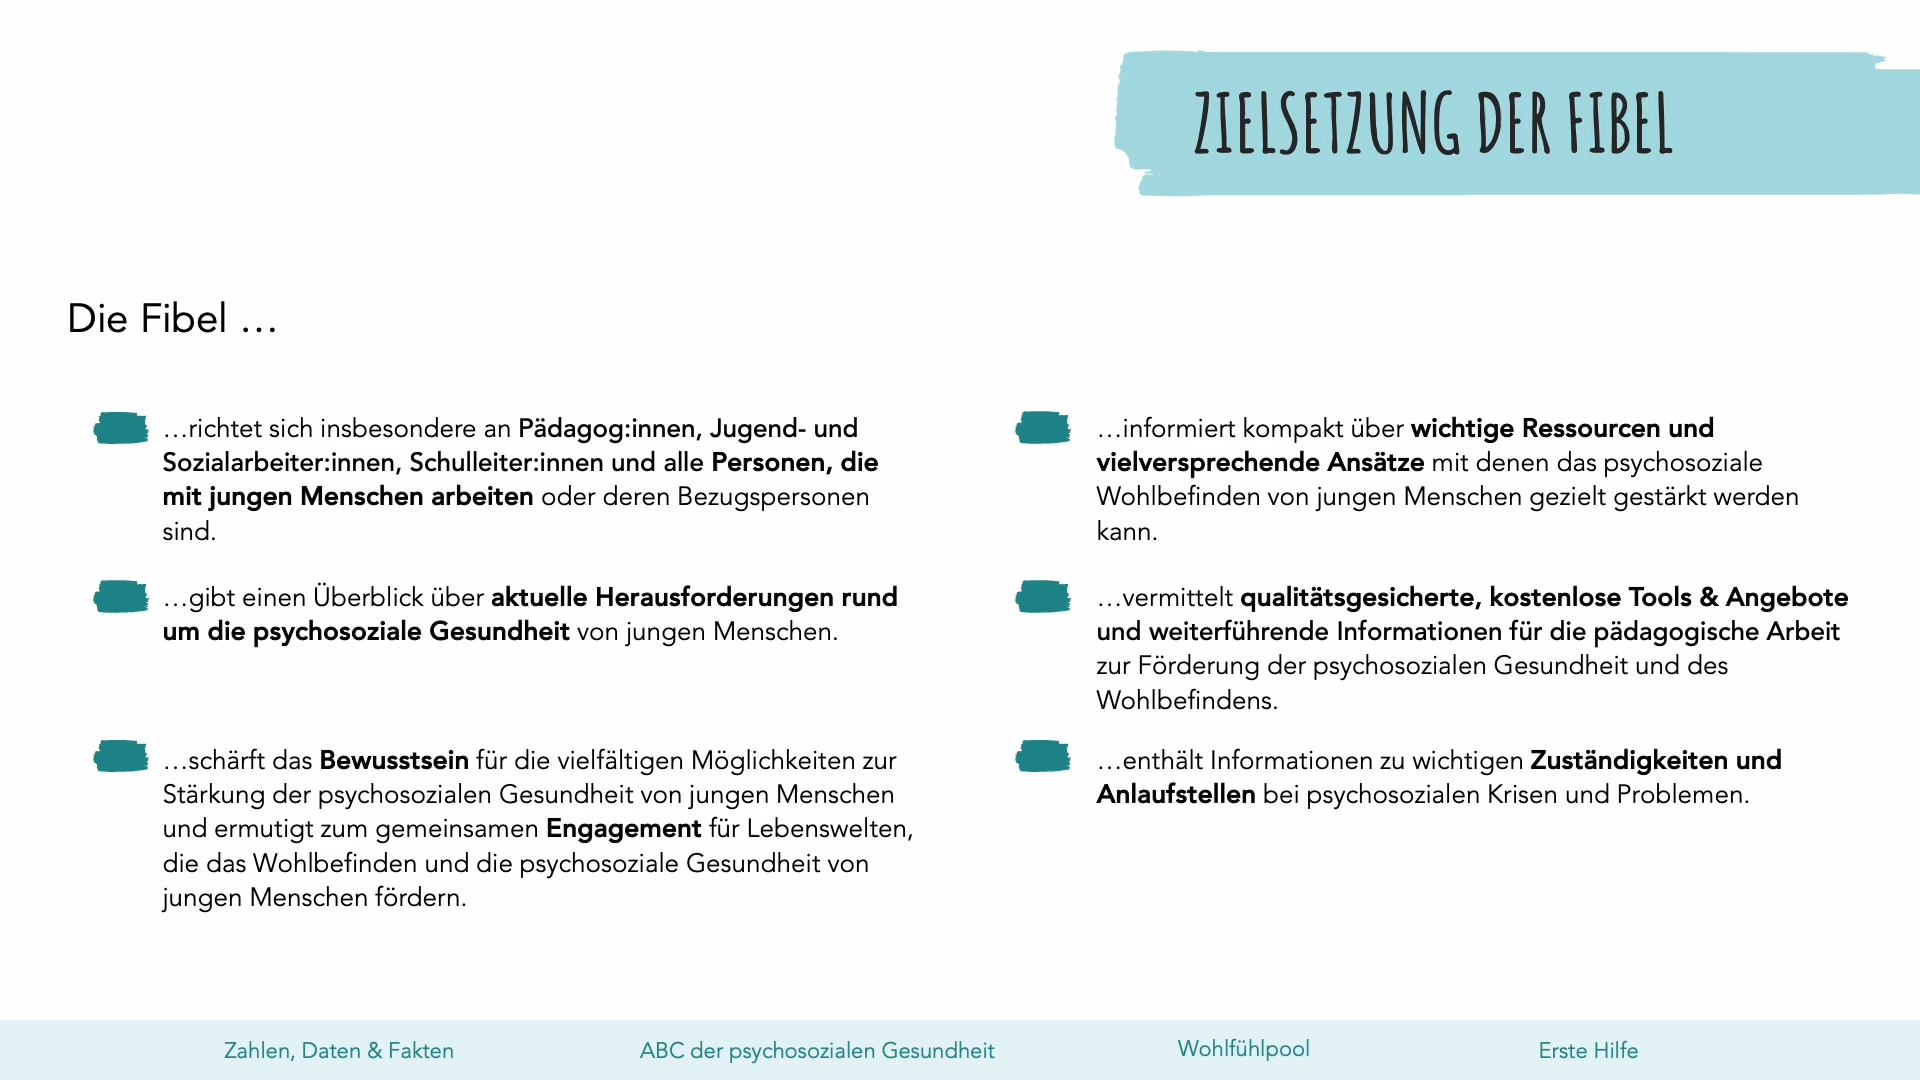 ZIELSETZUNG DER FIBEL
Die Fibel …
…richtet sich insbesondere an Pädagog:innen, Jugend- und
Sozialarbeiter:innen, Schulleiter:innen und alle Personen, die
mit jungen Menschen arbeiten oder deren Bezugspersonen
sind.
…gibt einen Überblick über aktuelle Herausforderungen rund
um die psychosoziale Gesundheit von jungen Menschen.
…schärft das Bewusstsein für die vielfältigen Möglichkeiten zur
Stärkung der psychosozialen Gesundheit von jungen Menschen
und ermutigt zum gemeinsamen Engagement für Lebenswelten,
die das Wohlbefinden und die psychosoziale Gesundheit von
jungen Menschen fördern.
…informiert kompakt über wichtige Ressourcen und
vielversprechende Ansätze mit denen das psychosoziale
Wohlbefinden von jungen Menschen gezielt gestärkt werden
kann.
…vermittelt qualitätsgesicherte, kostenlose Tools & Angebote
und weiterführende Informationen für die pädagogische Arbeit
zur Förderung der psychosozialen Gesundheit und des
Wohlbefindens.
…enthält Informationen zu wichtigen Zuständigkeiten und
Anlaufstellen bei psychosozialen Krisen und Problemen.
Zahlen, Daten & Fakten
ABC der psychosozialen Gesundheit
Wohlfühlpool
Erste Hilfe